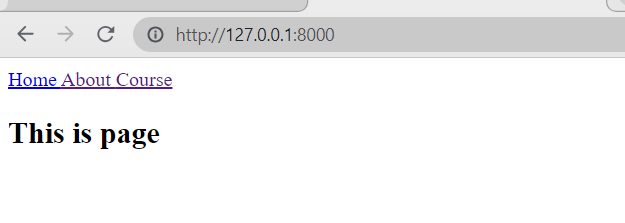 http://127.0.0.1:8000
Home About Course
This is page